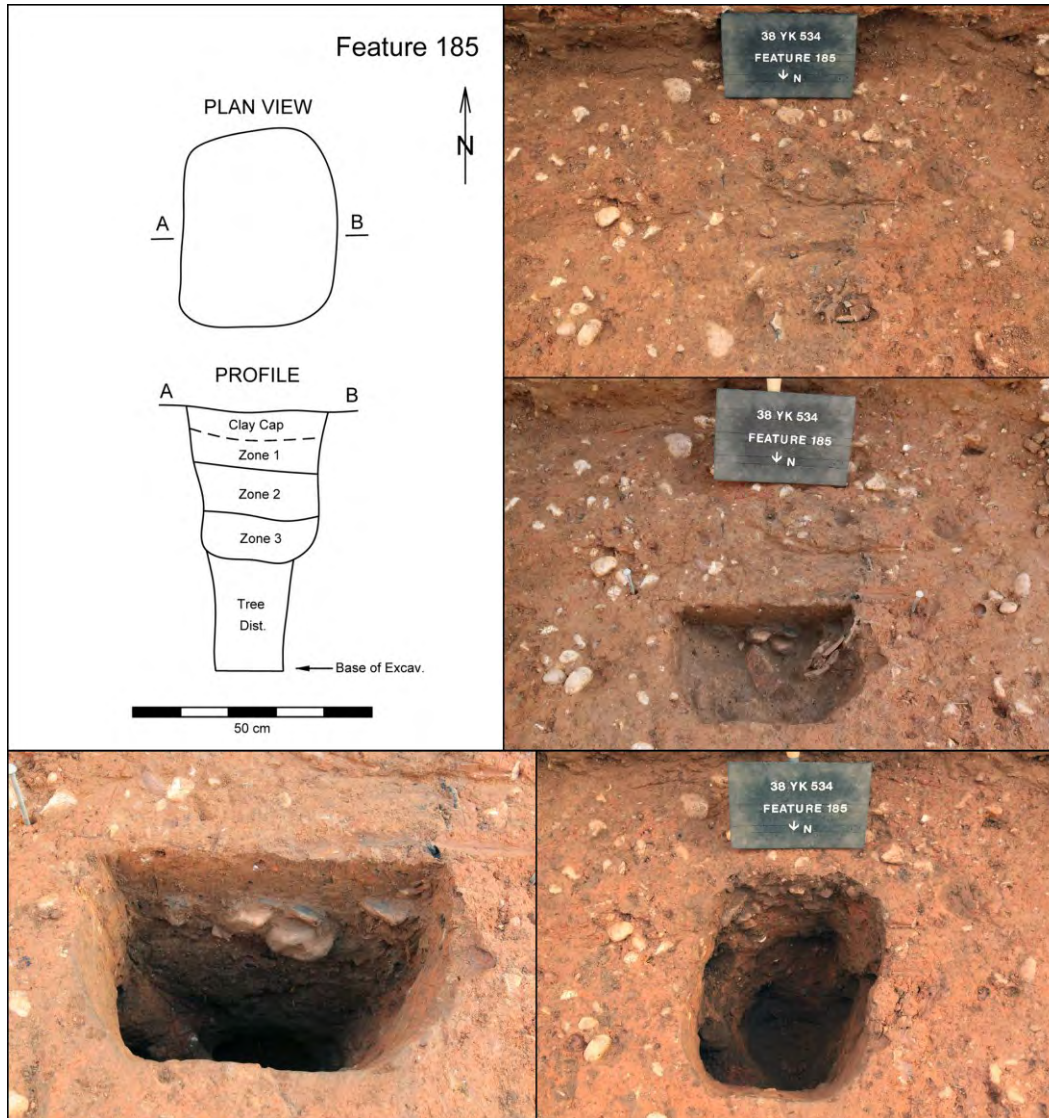 Feature 185
PLAN VIEW
N
A
B
PROFILE
A
B
Clay Cap
Zone 1
Zone 2
Zone 3
Tree
Dist.
Base of Excav.
50 cm
38 YK 534
FEATURE 185
↓ N
38 YK 534
FEATURE 185
↓ N
38 YK 534
FEATURE 185
↓ N